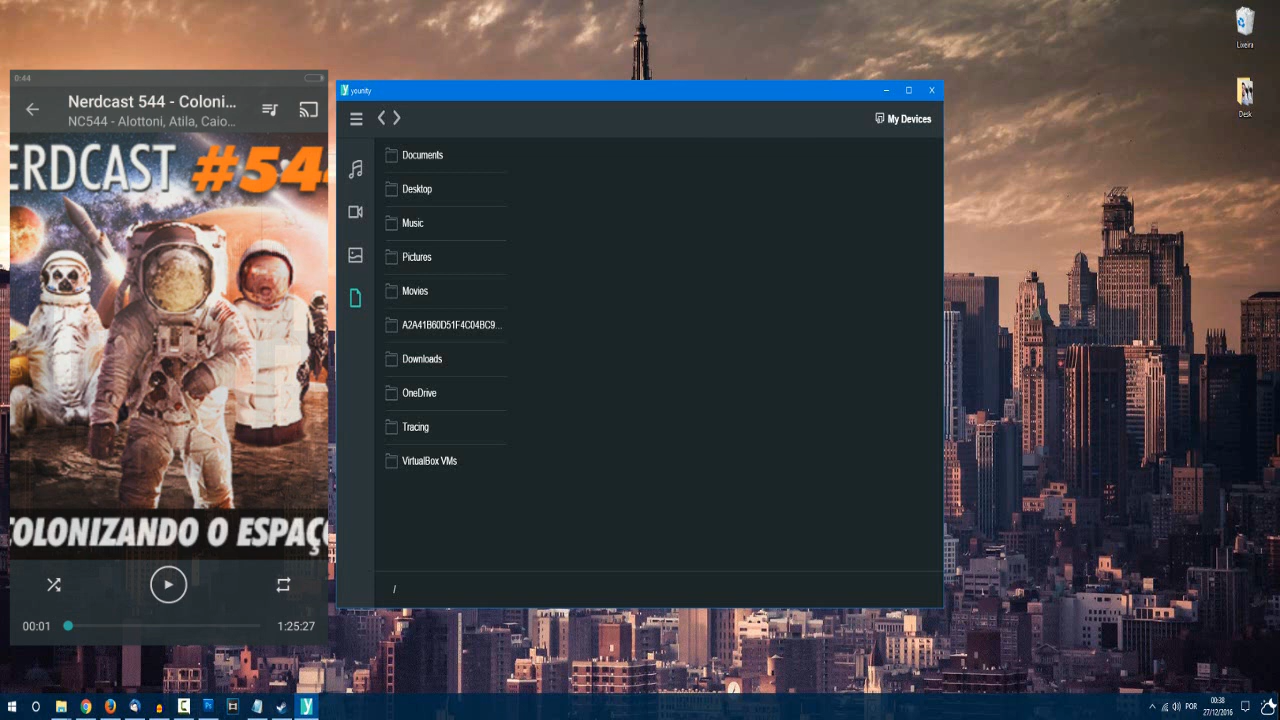 0:44
Nerdcast 544 - Coloni...
NC544 - Alottoni, Atila, Caio...
ERDCAST #54
OLONIZANDO O ESPAÇ
00:01
1:25:27
younity
My Devices
Documents
Desktop
Music
Pictures
Movies
A2A41B60D51F4C04BC9...
Downloads
OneDrive
Tracing
VirtualBox VMs
/
Lixeira
Desk
POR
00:38
27/12/2016